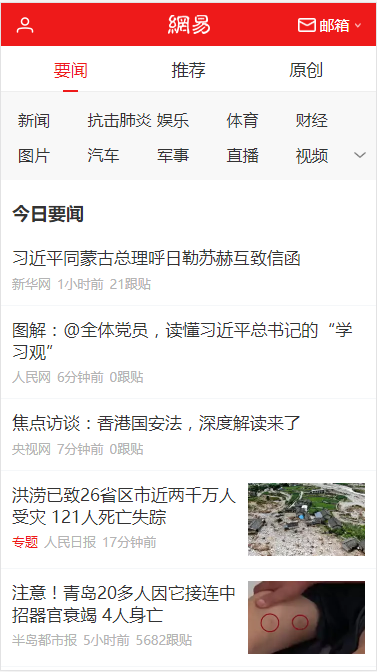 網易
邮箱
要闻 推荐 原创
新闻 抗击肺炎 娱乐 体育 财经
图片 汽车 军事 直播 视频
今日要闻
习近平同蒙古总理呼日勒苏赫互致信函
新华网 1小时前 21跟贴
图解：@全体党员，读懂习近平总书记的“学
习观”
人民网 6分钟前 0跟贴
焦点访谈：香港国安法，深度解读来了
央视网 7分钟前 0跟贴
洪涝已致26省区市近两千万人
受灾 121人死亡失踪
专题 人民日报 17分钟前
注意！青岛20多人因它接连中
招器官衰竭 4人身亡
半岛都市报 5小时前 5682跟贴